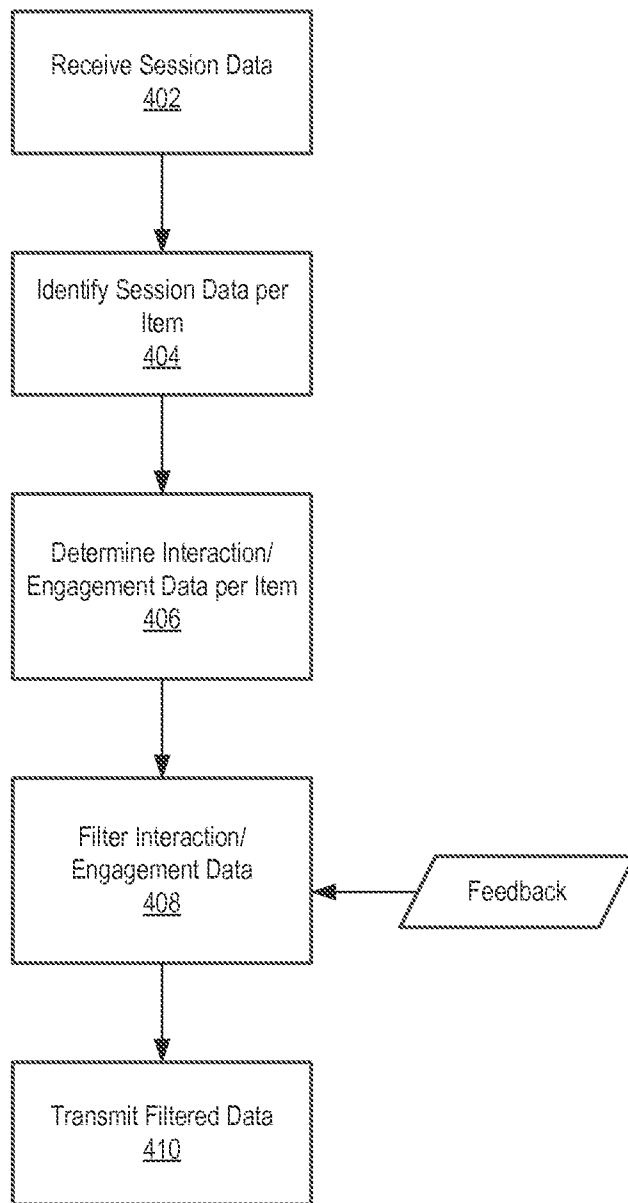 Receive Session Data
402
Identify Session Data per
Item
404
Determine Interaction/
Engagement Data per Item
406
Filter Interaction/
Engagement Data
408
Feedback
Transmit Filtered Data
410